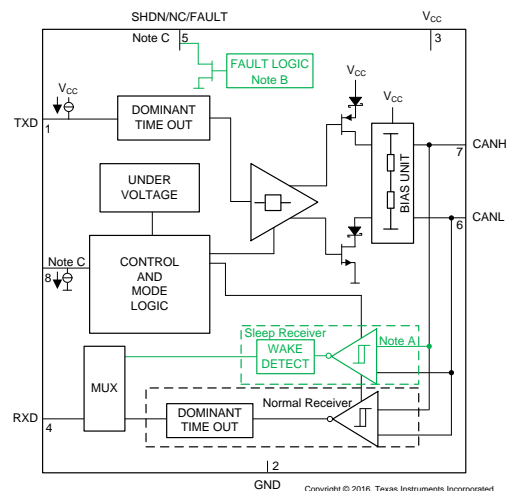 SHDN/NC/FAULT
VCC
Note C
5
3
FAULT LOGIC
Note B
VCC
VCC
VCC
TXD
1
DOMINANT
TIME OUT
BIAS UNIT
CANH
7
UNDER
VOLTAGE
CANL
6
Note C
8
CONTROL
AND
MODE
LOGIC
Sleep Receiver
Note A
WAKE
DETECT
MUX
Normal Receiver
RXD
4
DOMINANT
TIME OUT
2
GND
Copyright © 2016, Texas Instruments Incorporated